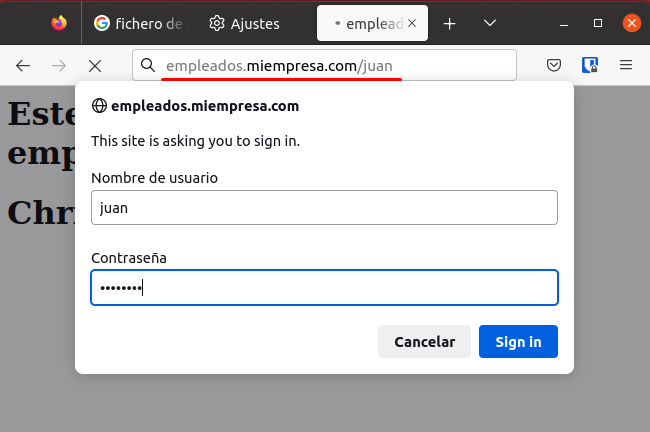 fichero de
Ajustes
emplead
empleados.miempresa.com/juan
Este
emp
empleados.miempresa.com
This site is asking you to sign in.
Nombre de usuario
juan
Contraseña
••••••••
Chr
Cancelar
Sign in